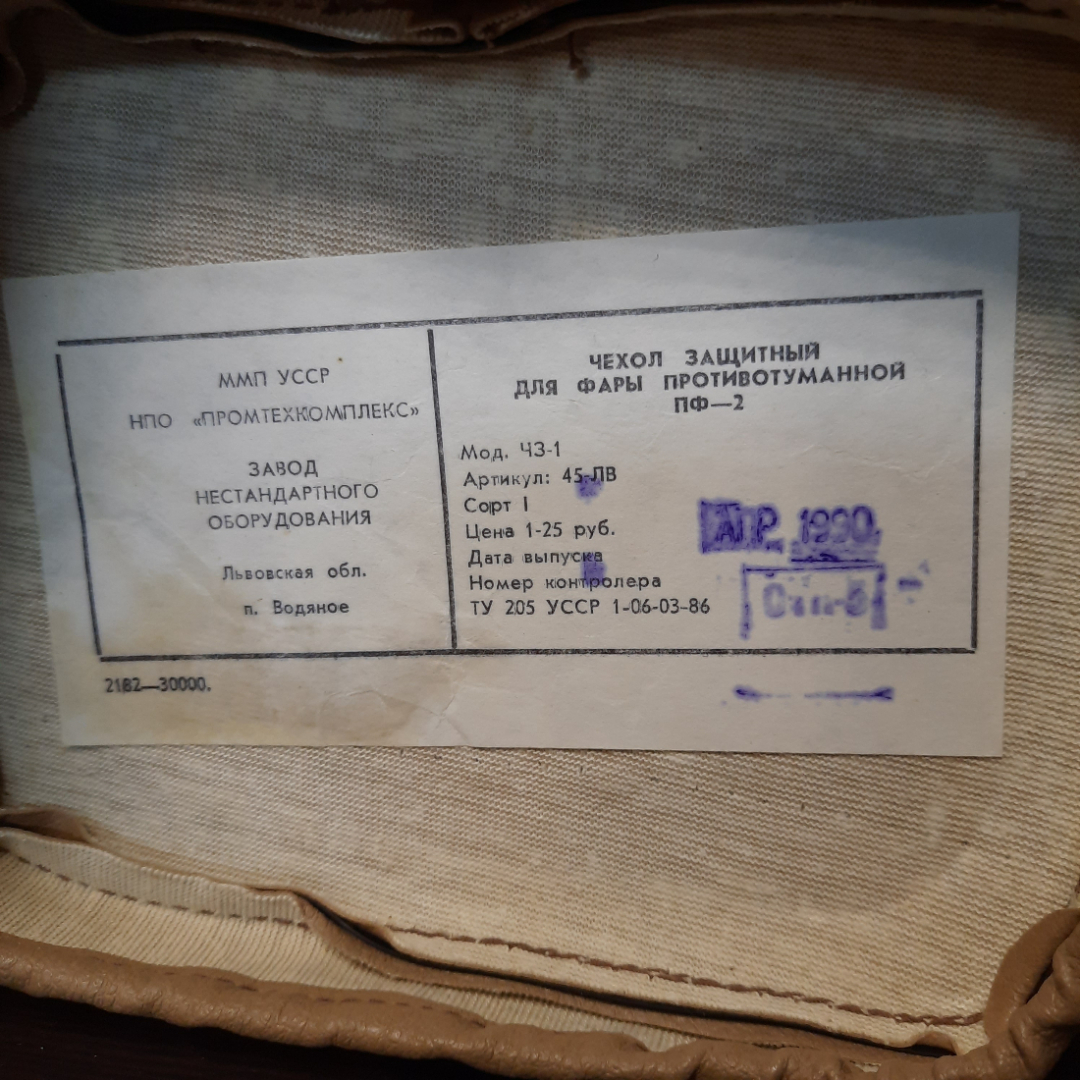 ММП УССР
НПО «ПРОМТЕХКОМПЛЕКС»
ЗАВОД
НЕСТАНДАРТНОГО
ОБОРУДОВАНИЯ
Львовская обл.
п. Водяное
ЧЕХОЛ ЗАЩИТНЫЙ
ДЛЯ ФАРЫ ПРОТИВОТУМАННОЙ
ПФ—2
Мод. ЧЗ-1
Артикул: 45-ЛВ
Сорт I
Цена 1-25 руб.
Дата выпуска
Номер контролера
ТУ 205 УССР 1-06-03-86
1990
2182—30000.